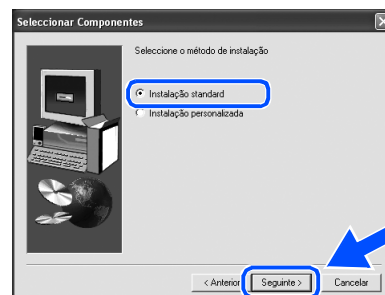 Seleccionar Componentes
Seleccione o método de instalação
Instalação standard
Instalação personalizada
< Anterior
Seguinte >
Cancelar